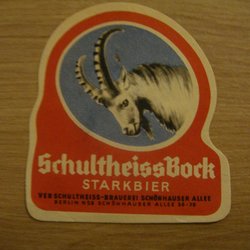 SchultheissBock
STARKBIER
VEB SCHULTHEISS-BRAUEREI SCHÖNHAUSER ALLEE
BERLIN N58 SCHÖNHAUSER ALLEE 36-39